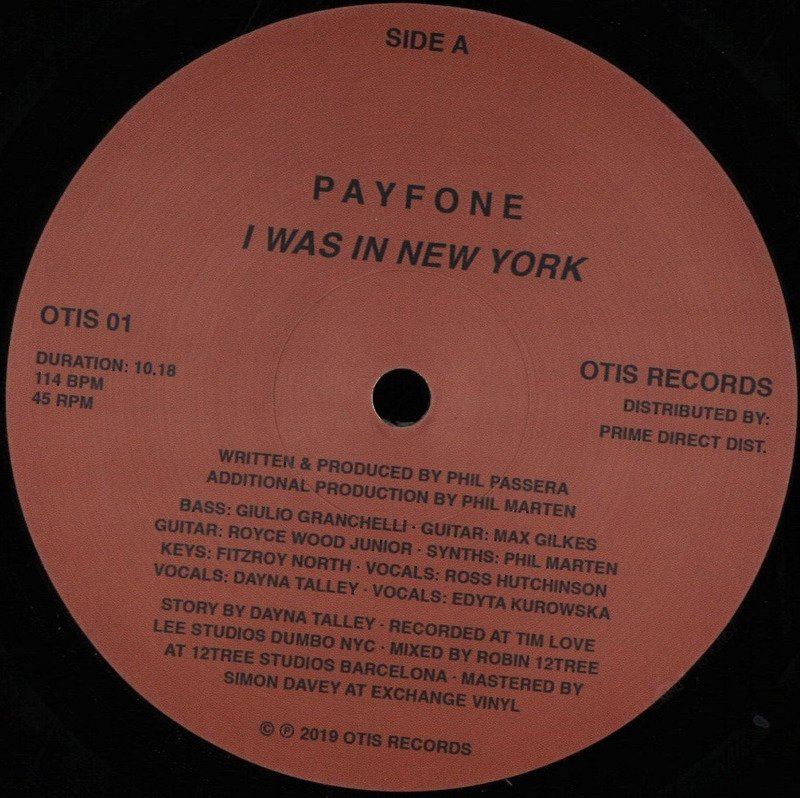 SIDE A
PAYFONE
I WAS IN NEW YORK
OTIS 01
DURATION: 10.18
114 BPM
45 RPM
OTIS RECORDS
DISTRIBUTED BY:
PRIME DIRECT DIST.
WRITTEN & PRODUCED BY PHIL PASSERA
ADDITIONAL PRODUCTION BY PHIL MARTEN
BASS: GIULIO GRANCHELLI · GUITAR: MAX GILKES
GUITAR: ROYCE WOOD JUNIOR · SYNTHS: PHIL MARTEN
KEYS: FITZROY NORTH · VOCALS: ROSS HUTCHINSON
VOCALS: DAYNA TALLEY · VOCALS: EDYTA KUROWSKA
STORY BY DAYNA TALLEY · RECORDED AT TIM LOVE
LEE STUDIOS DUMBO NYC · MIXED BY ROBIN 12TREE
AT 12TREE STUDIOS BARCELONA · MASTERED BY
SIMON DAVEY AT EXCHANGE VINYL
© ℗ 2019 OTIS RECORDS